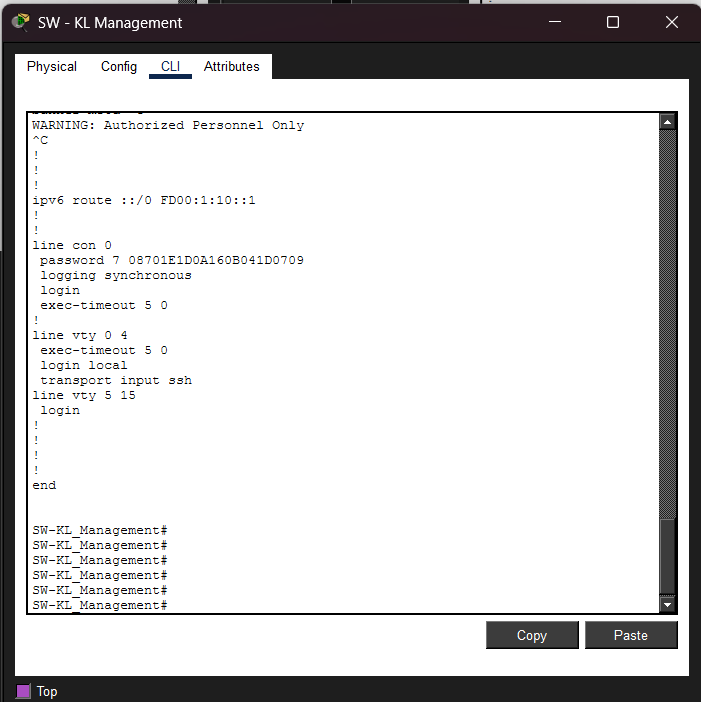 SW - KL Management
Physical Config CLI Attributes
WARNING: Authorized Personnel Only
^C
!
!
!
ipv6 route ::/0 FD00:1:10::1
!
!
line con 0
password 7 08701E1D0A160B041D0709
logging synchronous
login
exec-timeout 5 0
!
line vty 0 4
exec-timeout 5 0
login local
transport input ssh
line vty 5 15
login
!
!
!
!
end
SW-KL_Management#
SW-KL_Management#
SW-KL_Management#
SW-KL_Management#
SW-KL_Management#
SW-KL_Management#
Copy Paste
Top